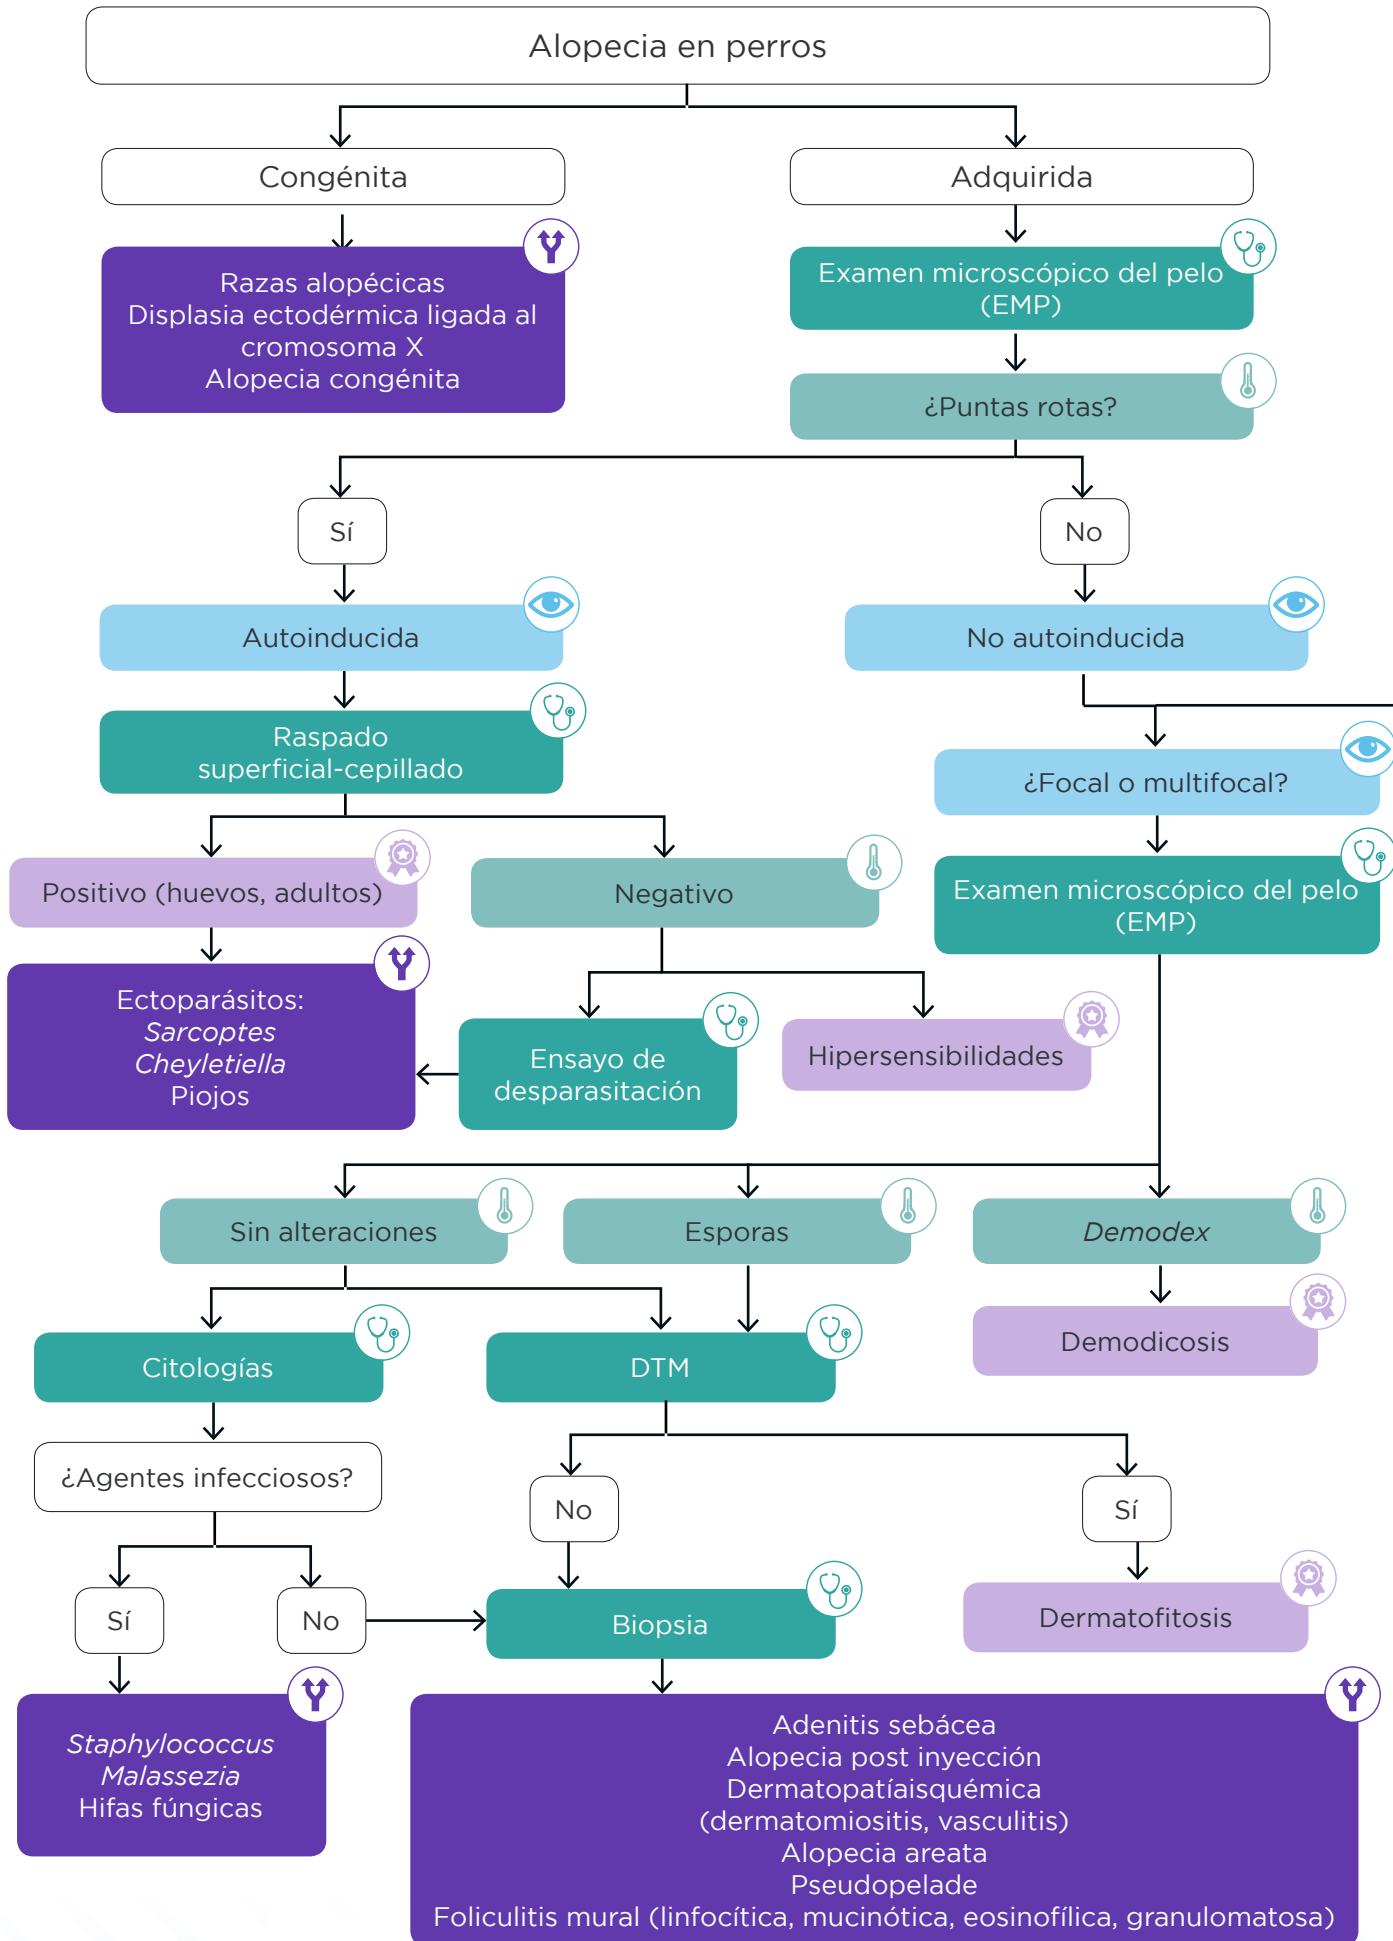 Alopecia en perros
Congénita
Adquirida
Razas alopécicas
Displasia ectodérmica ligada al
cromosoma X
Alopecia congénita
Examen microscópico del pelo
(EMP)
¿Puntas rotas?
Sí
No
Autoinducida
No autoinducida
Raspado
superficial-cepillado
¿Focal o multifocal?
Positivo (huevos, adultos)
Negativo
Examen microscópico del pelo
(EMP)
Ectoparásitos:
Sarcoptes
Cheyletiella
Piojos
Ensayo de
desparasitación
Hipersensibilidades
Sin alteraciones
Esporas
Demodex
Demodicosis
Citologías
DTM
¿Agentes infecciosos?
No
Sí
Sí
No
Biopsia
Dermatofitosis
Staphylococcus
Malassezia
Hifas fúngicas
Adenitis sebácea
Alopecia post inyección
Dermatopatíaisquémica
(dermatomiositis, vasculitis)
Alopecia areata
Pseudopelade
Foliculitis mural (linfocítica, mucinótica, eosinofílica, granulomatosa)